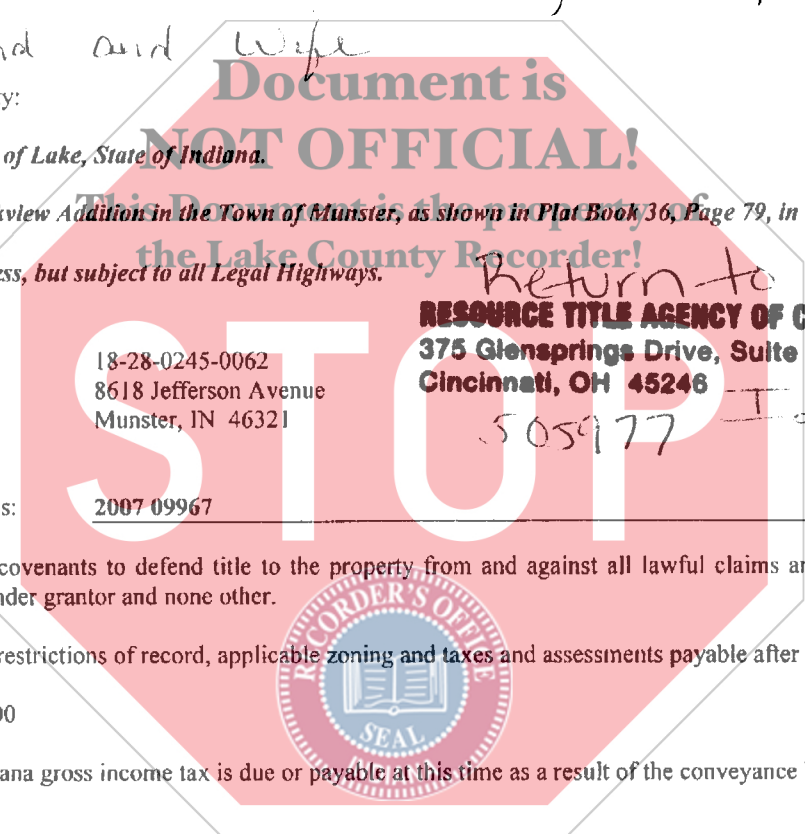 and Wife
Document is
ty:
NOT OFFICIAL!
of Lake, State of Indiana.
This Document is the property of
view Addition in the Town of Munster, as shown in Plat Book 36, Page 79, in
the Lake County Recorder!
ess, but subject to all Legal Highways.
Return to
RESOURCE TITLE AGENCY OF C
18-28-0245-0062
375 Glensprings Drive, Suite
8618 Jefferson Avenue
Cincinnati, OH 45246
Munster, IN 46321
505977
STOP
s: 2007 09967
covenants to defend title to the property from and against all lawful claims a
nder grantor and none other.
RECORDER'S OFFICE
restrictions of record, applicable zoning and taxes and assessments payable after
00
SEAL
INDIANA
ana gross income tax is due or payable at this time as a result of the conveyance